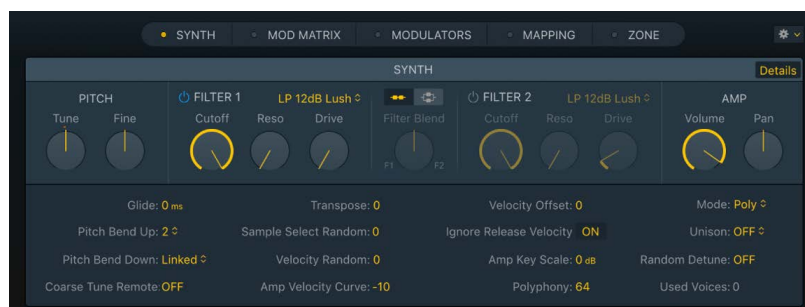 SYNTH MOD MATRIX MODULATORS MAPPING ZONE
SYNTH Details
PITCH FILTER 1 LP 12dB Lush FILTER 2 LP 12dB Lush AMP
Tune Fine Cutoff Reso Drive Filter Blend Cutoff Reso Drive Volume Pan
F1 F2
Glide: 0 ms Transpose: 0 Velocity Offset: 0 Mode: Poly
Pitch Bend Up: 2 Sample Select Random: 0 Ignore Release Velocity ON Unison: OFF
Pitch Bend Down: Linked Velocity Random: 0 Amp Key Scale: 0 dB Random Detune: OFF
Coarse Tune Remote: OFF Amp Velocity Curve: -10 Polyphony: 64 Used Voices: 0